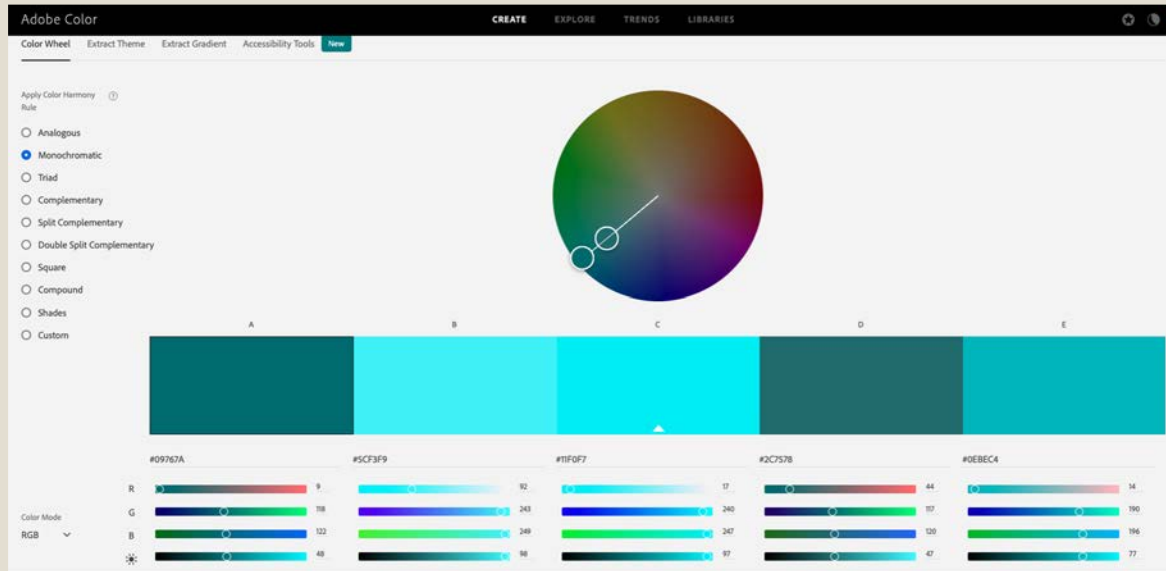 Adobe Color
CREATE EXPLORE TRENDS LIBRARIES
Color Wheel Extract Theme Extract Gradient Accessibility Tools New
Apply Color Harmony
Rule
?
Analogous
Monochromatic
Triad
Complementary
Split Complementary
Double Split Complementary
Square
Compound
Shades
Custom
A B C D E
#09767A #5CF3F9 #11F0F7 #2C7578 #0EBEC4
R 9 92 17 44 14
G 118 243 240 117 190
B 122 249 247 120 196
48 98 97 47 77
Color Mode
RGB